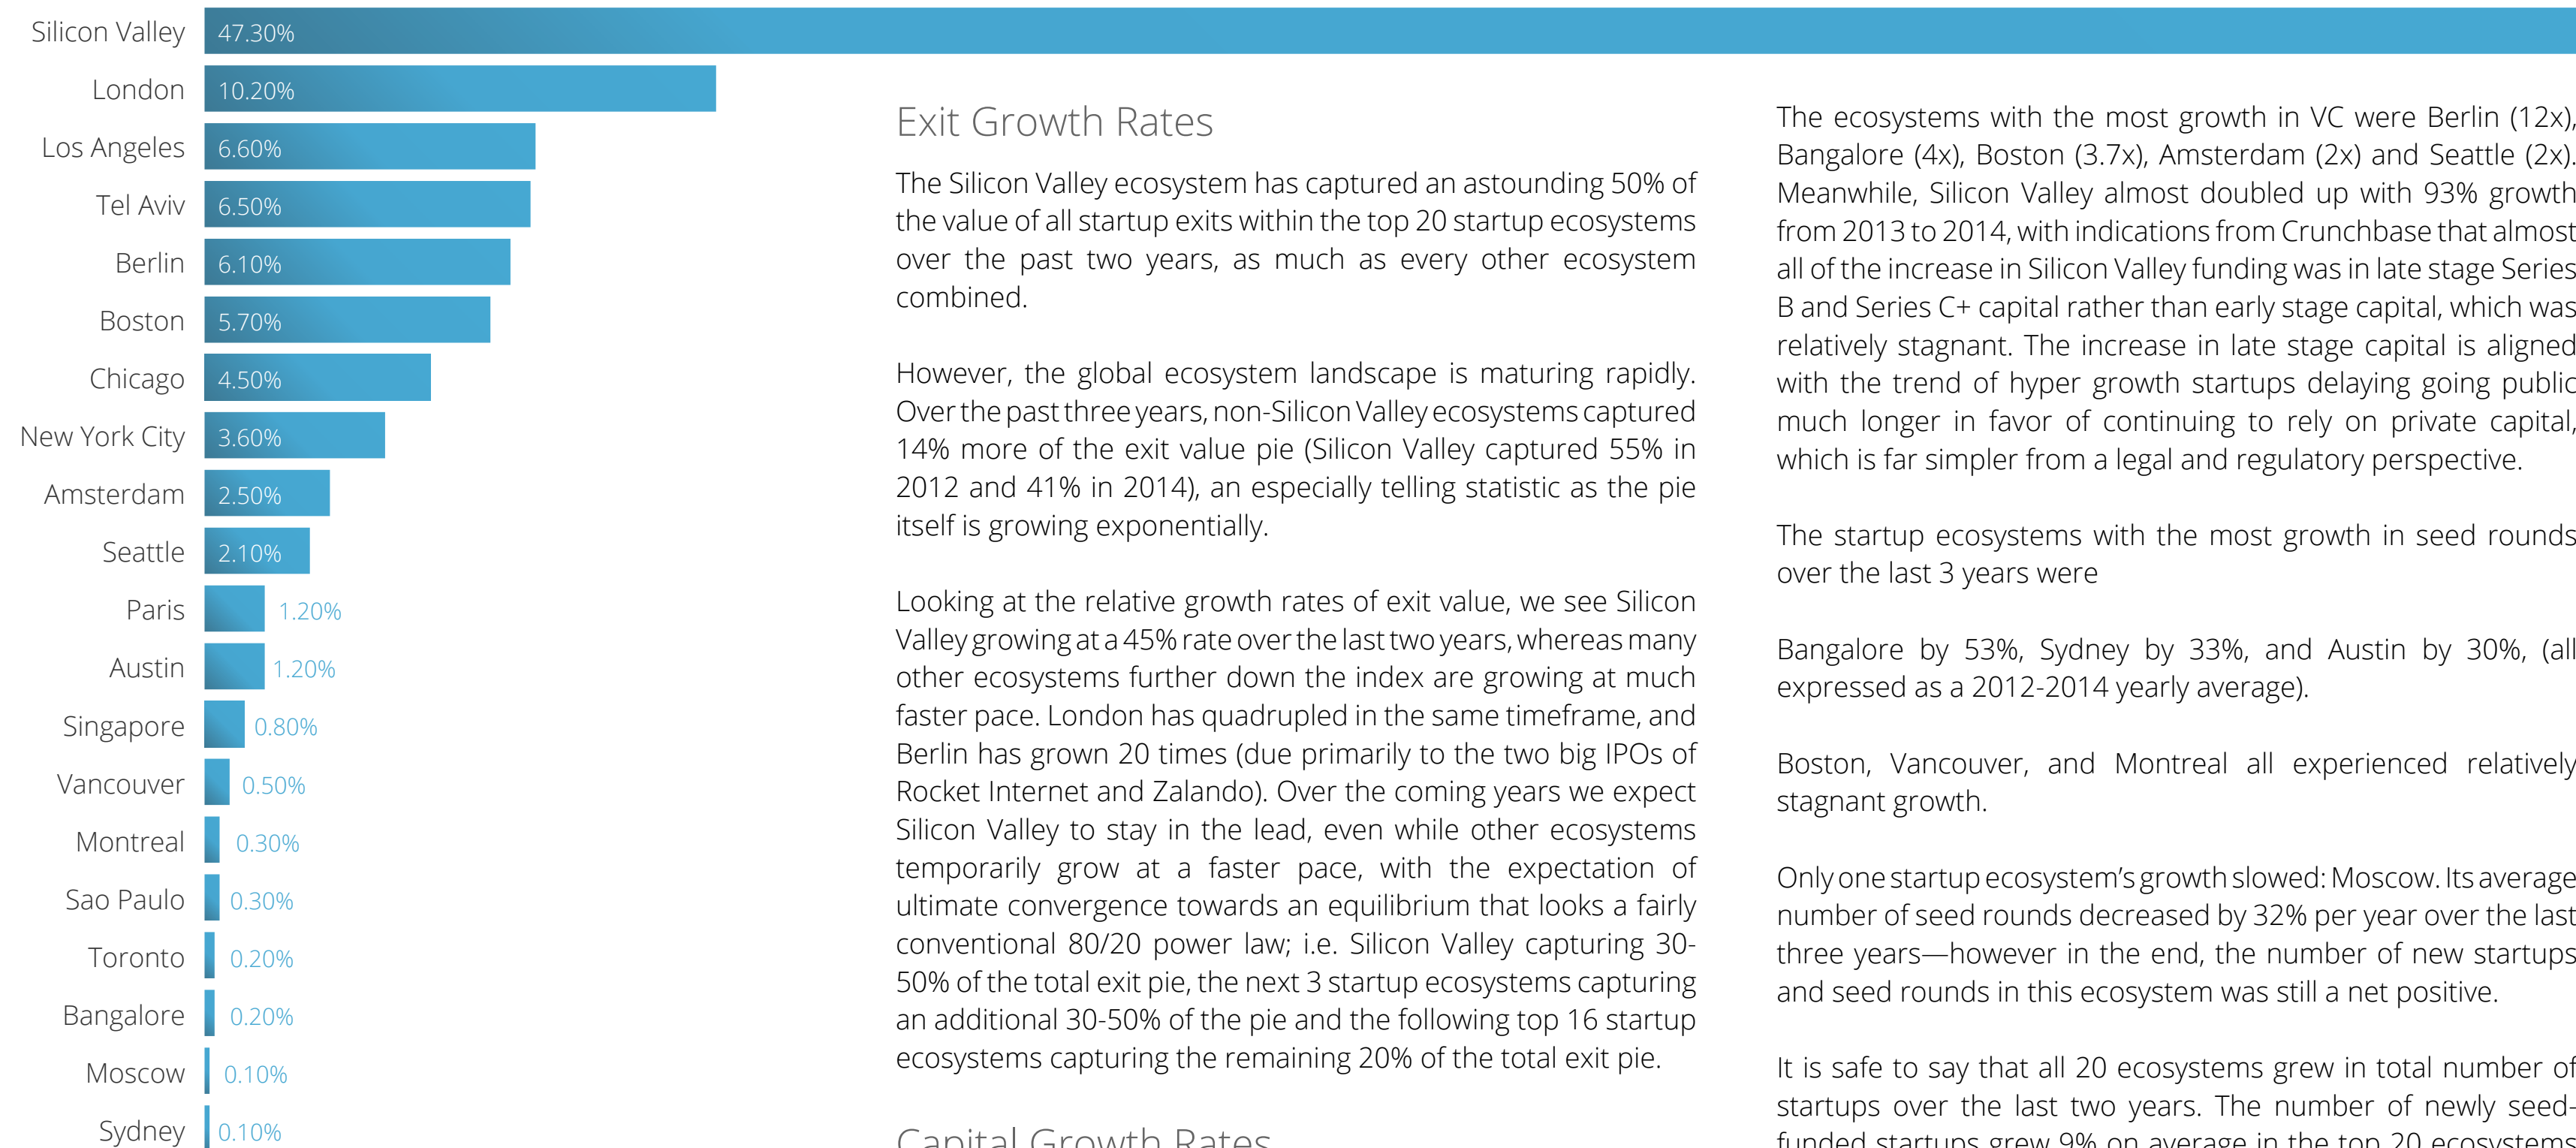 Silicon Valley 47.30%
London 10.20%
Los Angeles 6.60%
Tel Aviv 6.50%
Berlin 6.10%
Boston 5.70%
Chicago 4.50%
New York City 3.60%
Amsterdam 2.50%
Seattle 2.10%
Paris 1.20%
Austin 1.20%
Singapore 0.80%
Vancouver 0.50%
Montreal 0.30%
Sao Paulo 0.30%
Toronto 0.20%
Bangalore 0.20%
Moscow 0.10%
Sydney 0.10%
Exit Growth Rates
The Silicon Valley ecosystem has captured an astounding 50% of
the value of all startup exits within the top 20 startup ecosystems
over the past two years, as much as every other ecosystem
combined.
However, the global ecosystem landscape is maturing rapidly.
Over the past three years, non-Silicon Valley ecosystems captured
14% more of the exit value pie (Silicon Valley captured 55% in
2012 and 41% in 2014), an especially telling statistic as the pie
itself is growing exponentially.
Looking at the relative growth rates of exit value, we see Silicon
Valley growing at a 45% rate over the last two years, whereas many
other ecosystems further down the index are growing at much
faster pace. London has quadrupled in the same timeframe, and
Berlin has grown 20 times (due primarily to the two big IPOs of
Rocket Internet and Zalando). Over the coming years we expect
Silicon Valley to stay in the lead, even while other ecosystems
temporarily grow at a faster pace, with the expectation of
ultimate convergence towards an equilibrium that looks a fairly
conventional 80/20 power law; i.e. Silicon Valley capturing 30-
50% of the total exit pie, the next 3 startup ecosystems capturing
an additional 30-50% of the pie and the following top 16 startup
ecosystems capturing the remaining 20% of the total exit pie.
Capital Growth Rates
The ecosystems with the most growth in VC were Berlin (12x),
Bangalore (4x), Boston (3.7x), Amsterdam (2x) and Seattle (2x).
Meanwhile, Silicon Valley almost doubled up with 93% growth
from 2013 to 2014, with indications from Crunchbase that almost
all of the increase in Silicon Valley funding was in late stage Series
B and Series C+ capital rather than early stage capital, which was
relatively stagnant. The increase in late stage capital is aligned
with the trend of hyper growth startups delaying going public
much longer in favor of continuing to rely on private capital,
which is far simpler from a legal and regulatory perspective.
The startup ecosystems with the most growth in seed rounds
over the last 3 years were
Bangalore by 53%, Sydney by 33%, and Austin by 30%, (all
expressed as a 2012-2014 yearly average).
Boston, Vancouver, and Montreal all experienced relatively
stagnant growth.
Only one startup ecosystem’s growth slowed: Moscow. Its average
number of seed rounds decreased by 32% per year over the last
three years—however in the end, the number of new startups
and seed rounds in this ecosystem was still a net positive.
It is safe to say that all 20 ecosystems grew in total number of
startups over the last two years. The number of newly seed-
funded startups grew 9% on average in the top 20 ecosystems